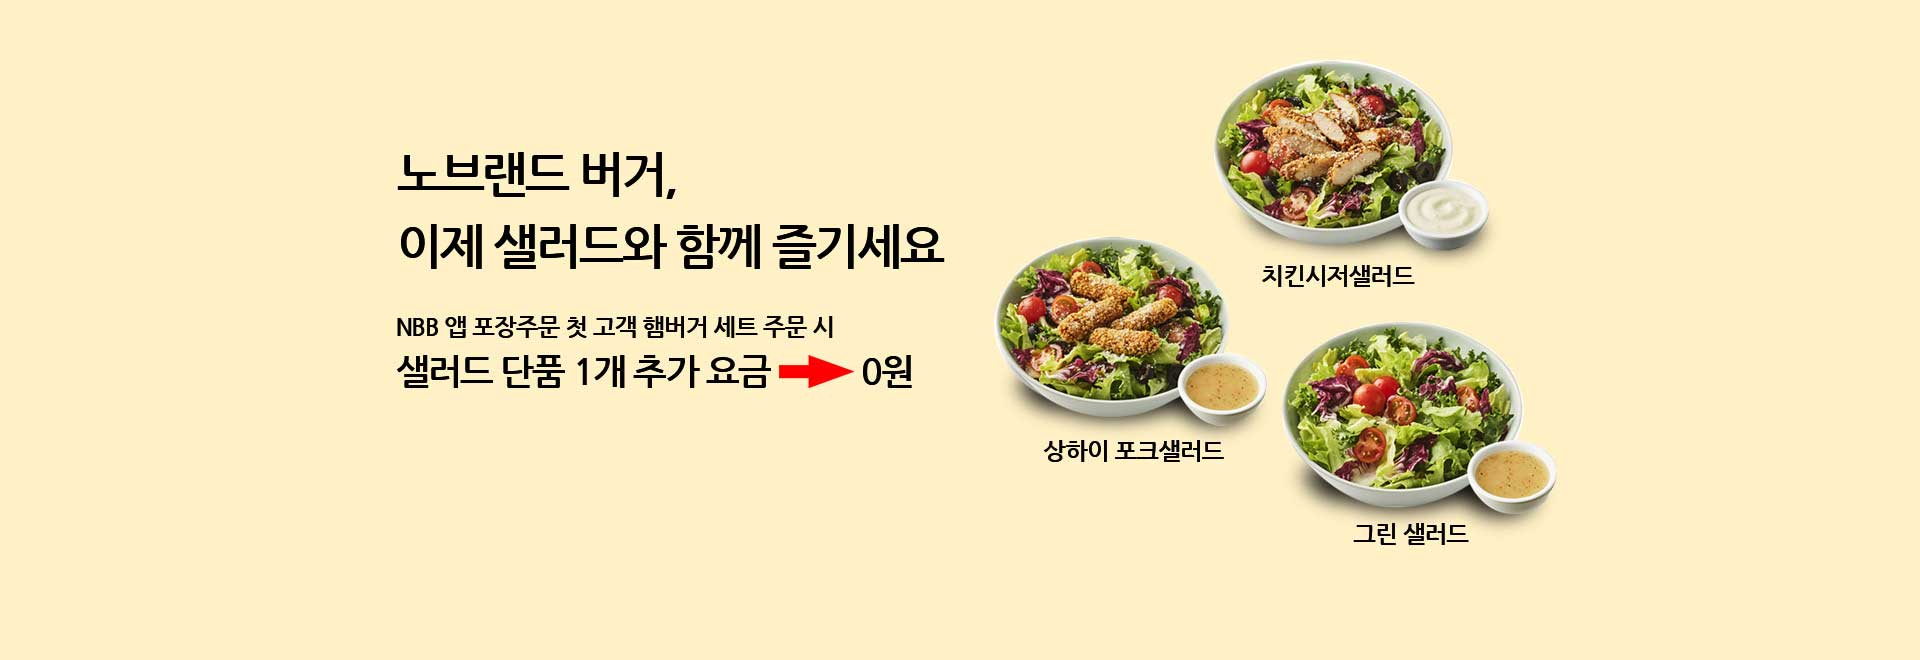 노브랜드 버거,
이제 샐러드와 함께 즐기세요
NBB 앱 포장주문 첫 고객 햄버거 세트 주문 시
샐러드 단품 1개 추가 요금 0원
치킨시저샐러드
상하이 포크샐러드
그린 샐러드